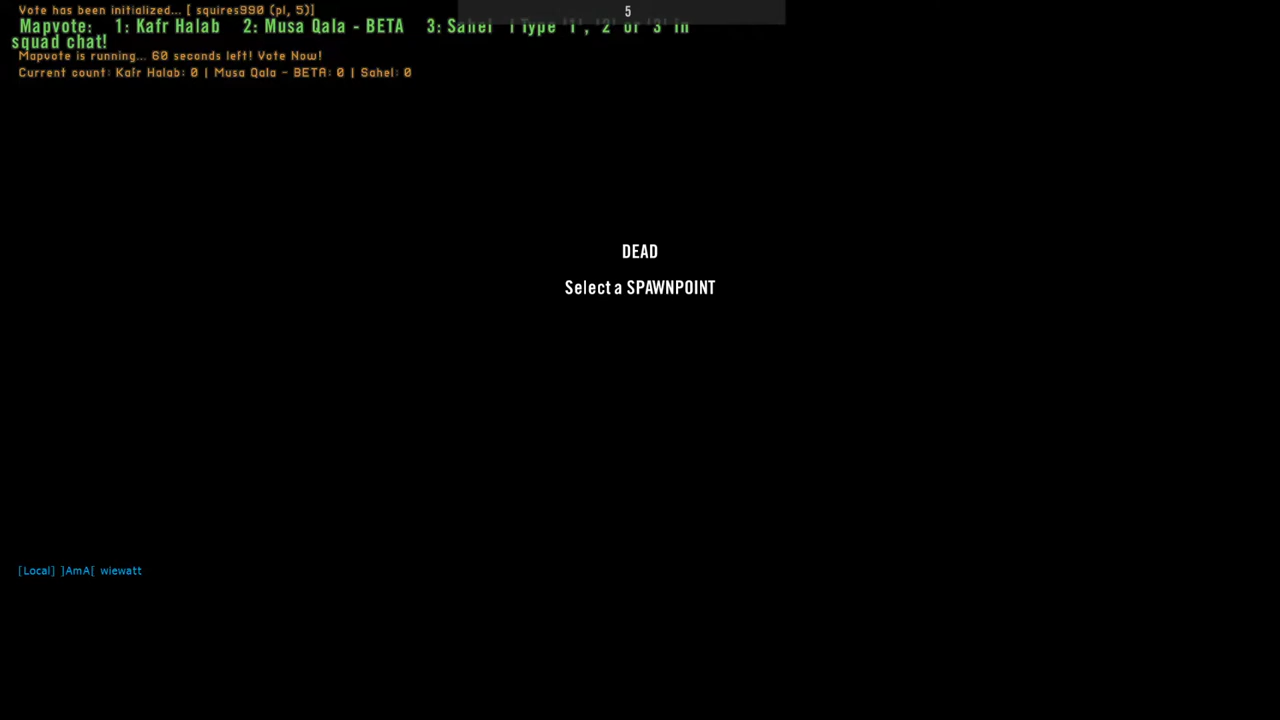 Vote has been initialized... [ squires990 (pl, 5)]
5
Mapvote: 1: Kafr Halab 2: Musa Qala - BETA 3: Sahel | Type '1', '2' or '3' in
squad chat!
Mapvote is running... 60 seconds left! Vote Now!
Current count: Kafr Halab: 0 | Musa Qala - BETA: 0 | Sahel: 0
DEAD
Select a SPAWNPOINT
[Local] ]AmA[ wiewatt